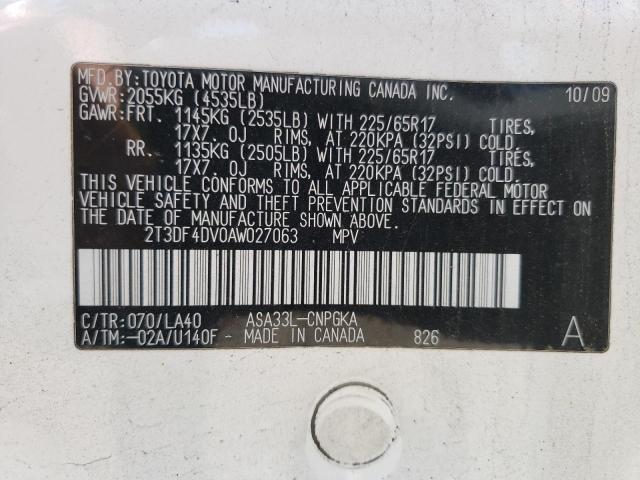 MFD.BY:TOYOTA MOTOR MANUFACTURING CANADA INC. 10/09
GVWR:2055KG (4535LB)
GAWR:FRT. 1145KG (2535LB) WITH 225/65R17 TIRES,
17X7.0J RIMS, AT 220KPA (32PSI) COLD.
RR. 1135KG (2505LB) WITH 225/65R17 TIRES,
17X7.0J RIMS, AT 220KPA (32PSI) COLD.
THIS VEHICLE CONFORMS TO ALL APPLICABLE FEDERAL MOTOR
VEHICLE SAFETY AND THEFT PREVENTION STANDARDS IN EFFECT ON
THE DATE OF MANUFACTURE SHOWN ABOVE.
2T3DF4DV0AW027063 MPV
C/TR:070/LA40 ASA33L-CNPGKA
A/TM:-02A/U140F - MADE IN CANADA 826 A